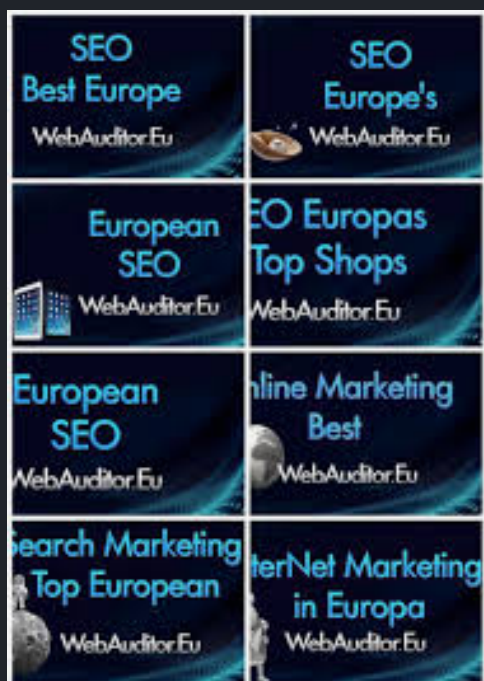 SEO
Best Europe
WebAuditor.Eu
SEO
Europe's
WebAuditor.Eu
European
SEO
WebAuditor.Eu
EO Europas
Top Shops
WebAuditor.Eu
European
SEO
WebAuditor.Eu
nline Marketing
Best
WebAuditor.Eu
Search Marketing
Top European
WebAuditor.Eu
terNet Marketing
in Europa
WebAuditor.Eu